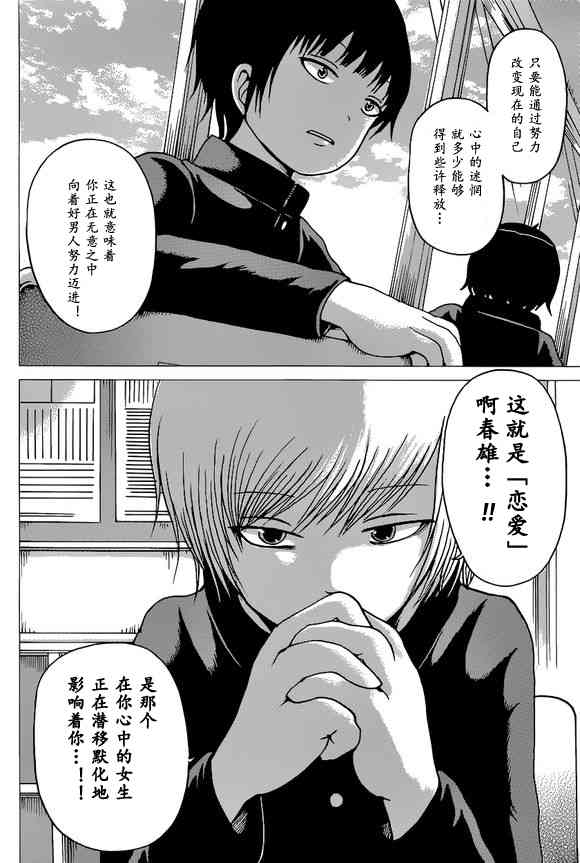 只要能通过努力
改变现在的自己
心中的迷惘
就多少能够
得到些许释放…
这也就意味着
你正在无意之中
向着好男人努力迈进！
这就是「恋爱」
啊春雄…!!
是那个
在你心中的女生
正在潜移默化地
影响着你…！！